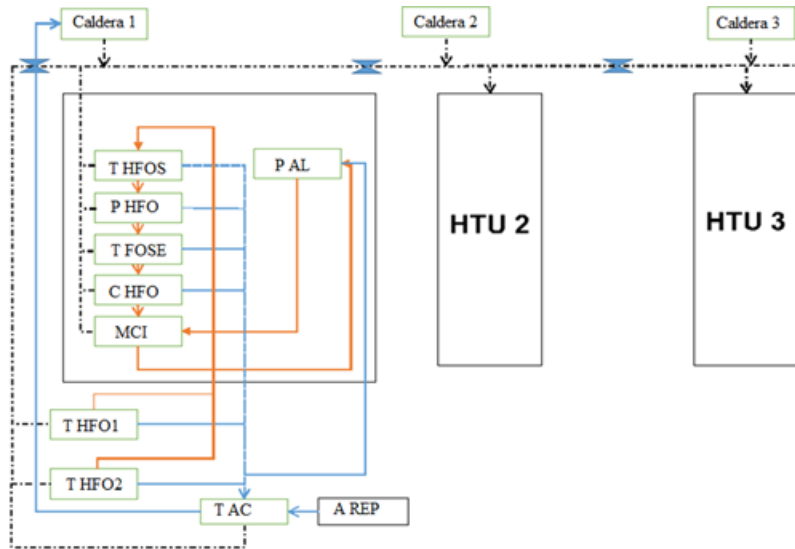 Caldera 1
Caldera 2
Caldera 3
T HFOS
P AL
P HFO
T FOSE
C HFO
MCI
HTU 2
HTU 3
T HFO1
T HFO2
T AC
A REP